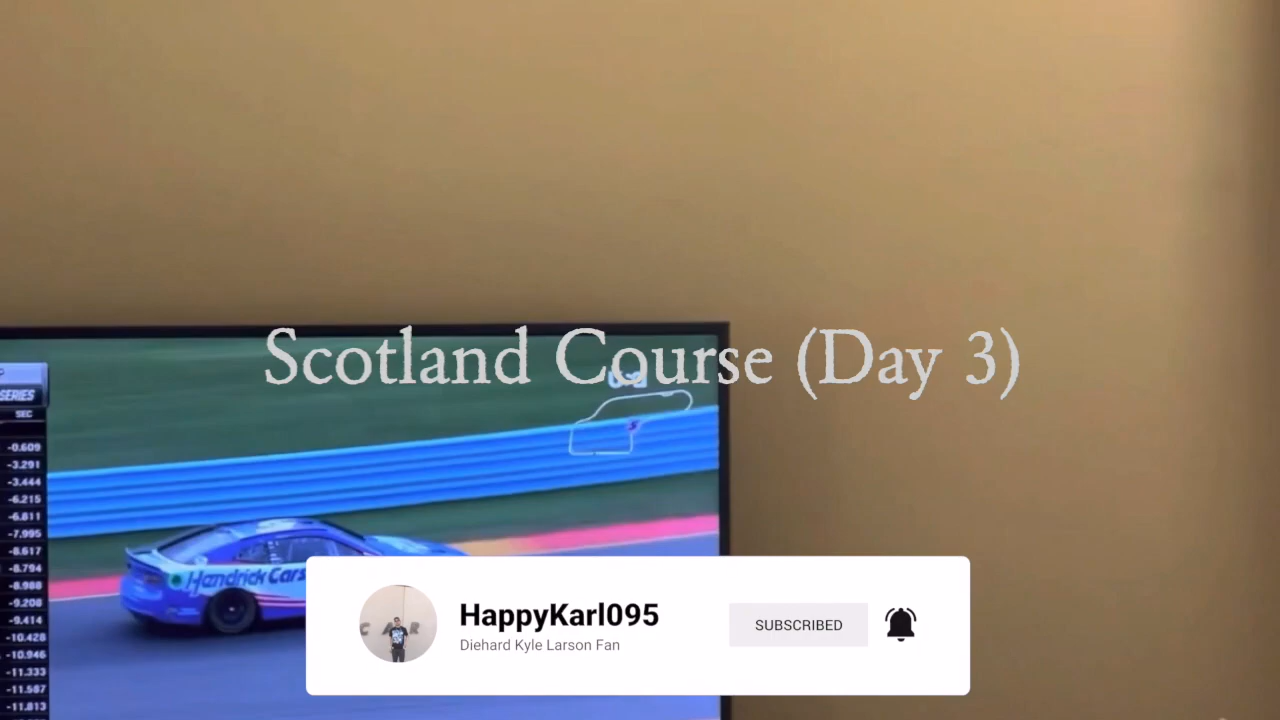 Scotland Course (Day 3)
SERIES
SEC
-0.609
-3.291
-3.444
-6.215
-6.811
-7.995
-8.617
-8.794
-8.988
-9.208
-9.414
-10.428
-10.946
-11.333
-11.587
-11.813
Hendrick Cars
HappyKarl095
Diehard Kyle Larson Fan
SUBSCRIBED